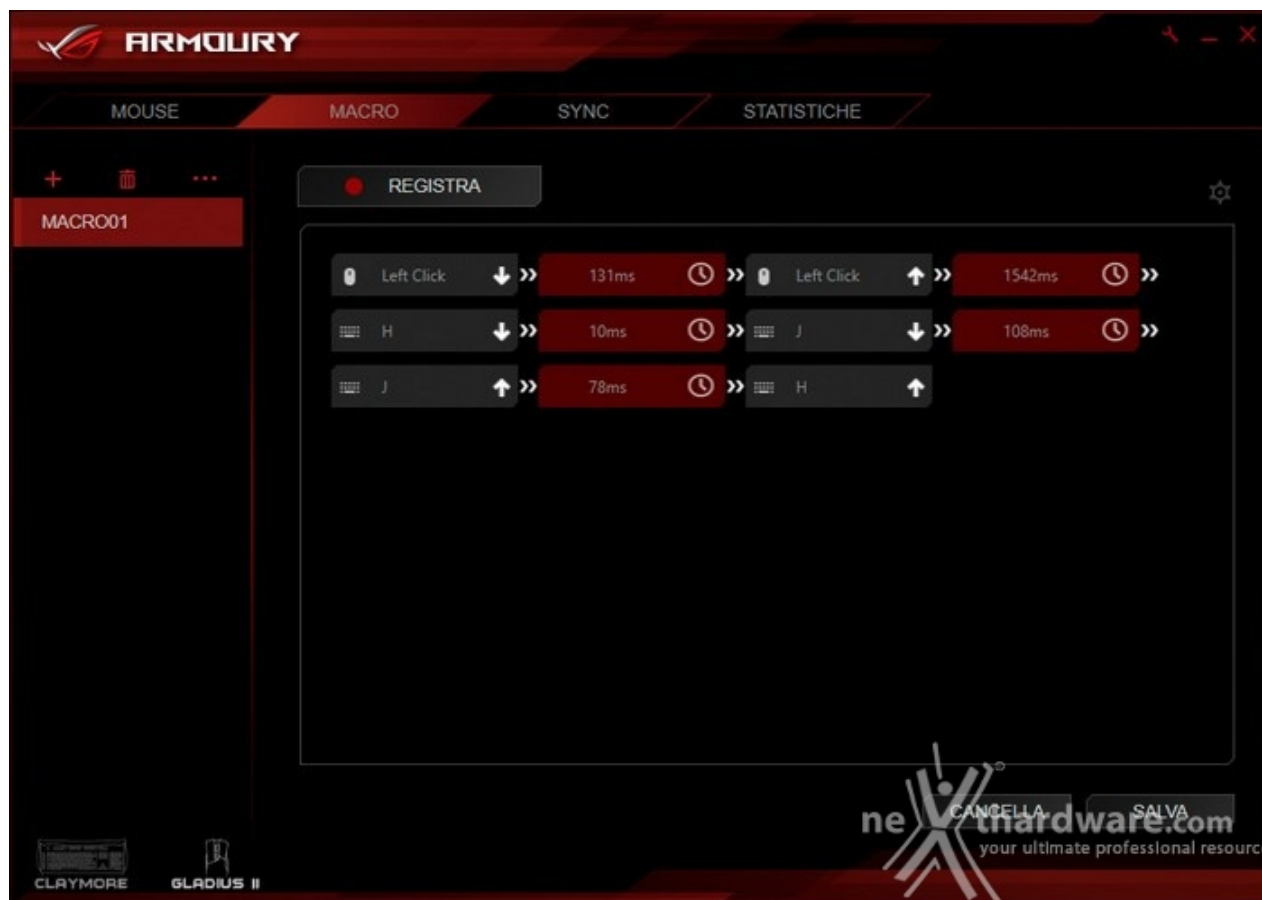 ARMOURY
MOUSE MACRO SYNC STATISTICHE
MACRO01
REGISTRA
Left Click 131ms Left Click 1542ms
H 10ms J 108ms
J 78ms H
CANCELLA SALVA
nexthardware.com
your ultimate professional resourc
CLAYMORE GLADIUS II